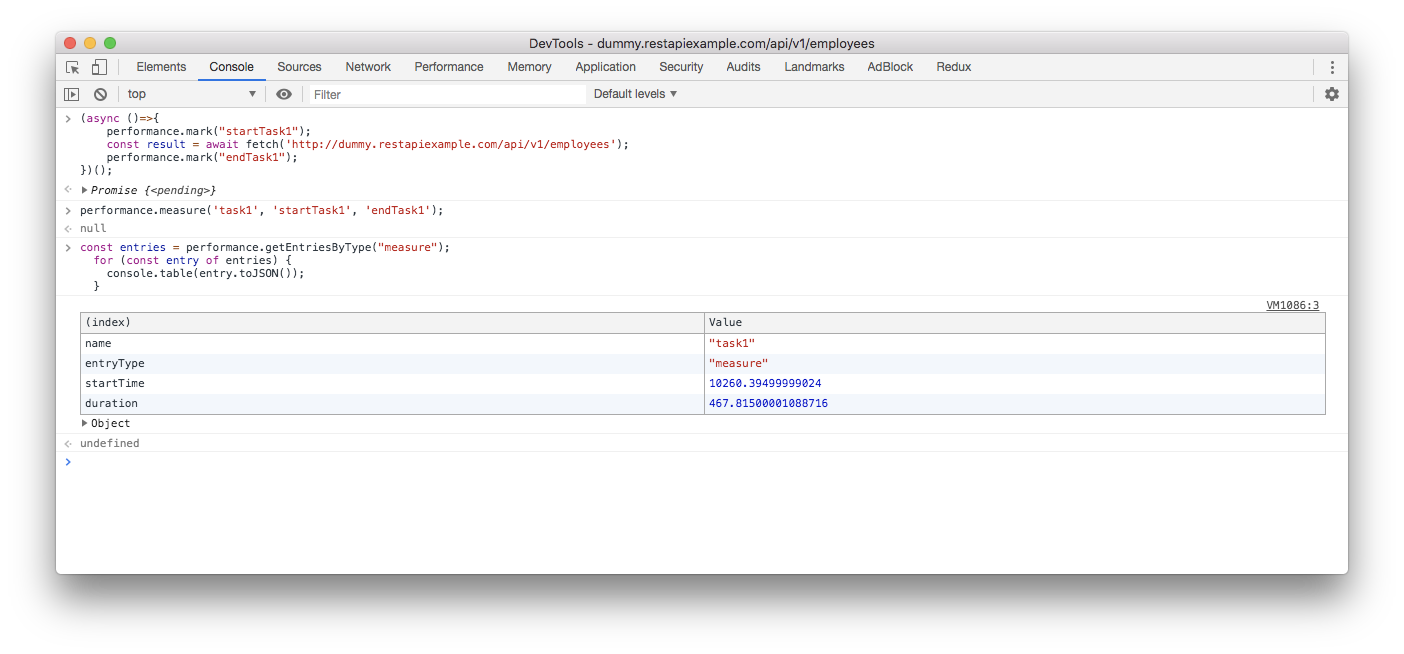 DevTools - dummy.restapiexample.com/api/v1/employees
Elements Console Sources Network Performance Memory Application Security Audits Landmarks AdBlock Redux
top Filter Default levels
(async ()=>{
performance.mark("startTask1");
const result = await fetch('http://dummy.restapiexample.com/api/v1/employees');
performance.mark("endTask1");
})();
Promise {<pending>}
performance.measure('task1', 'startTask1', 'endTask1');
null
const entries = performance.getEntriesByType("measure");
for (const entry of entries) {
console.table(entry.toJSON());
}
VM1086:3
(index) Value
name "task1"
entryType "measure"
startTime 10260.39499999024
duration 467.81500001088716
Object
undefined